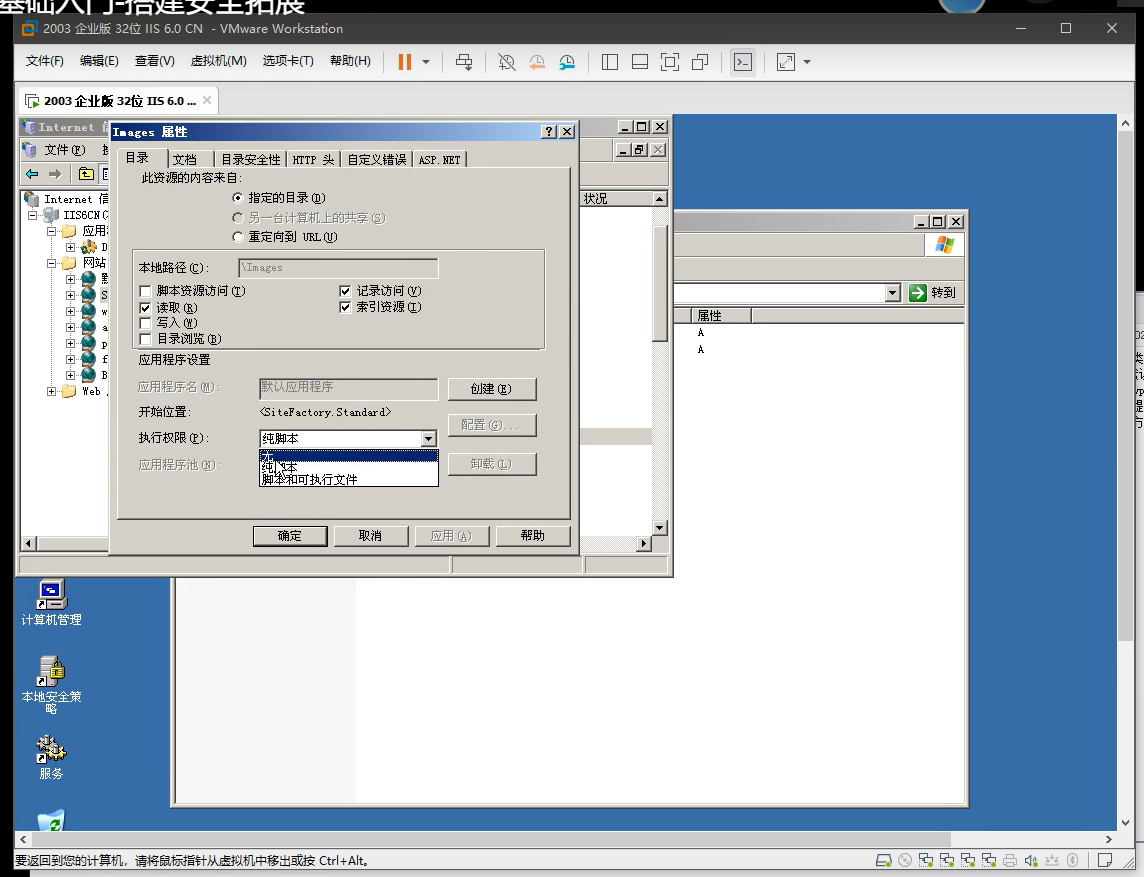 基础入门-搭建安全拓展
2003 企业版 32位 IIS 6.0 CN - VMware Workstation
文件(F) 编辑(E) 查看(V) 虚拟机(M) 选项卡(T) 帮助(H)
2003 企业版 32位 IIS 6.0 ...
Internet
文件(F)
Internet 信
IIS6CN(
应用程
D
网站
默
S
w
a
p
f
B
Web
Images 属性
目录 文档 目录安全性 HTTP 头 自定义错误 ASP.NET
此资源的内容来自:
指定的目录(D)
另一台计算机上的共享(S)
重定向到 URL(U)
本地路径(C): \Images
脚本资源访问(T) 记录访问(V)
读取(R) 索引资源(I)
写入(W)
目录浏览(B)
应用程序设置
应用程序名(M): 默认应用程序 创建(E)
开始位置: <SiteFactory.Standard>
配置(G)...
执行权限(P): 纯脚本
无
应用程序池(N): 纯脚本 卸载(L)
脚本和可执行文件
确定 取消 应用(A) 帮助
状况
转到
属性
A
A
计算机管理
本地安全策
略
服务
要返回到您的计算机，请将鼠标指针从虚拟机中移出或按 Ctrl+Alt。